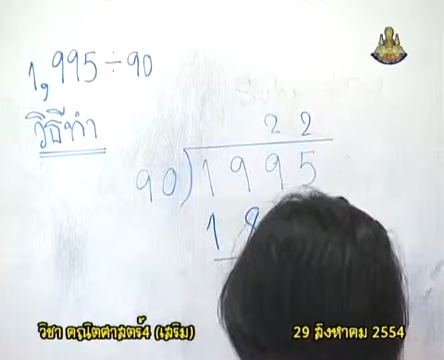 1,995 ÷ 90
วิธีทำ
22
90)1995
18
วิชา คณิตศาสตร์4 (เสริม)
29 สิงหาคม 2554